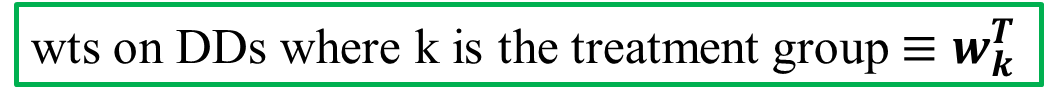 wts on DDs where k is the treatment group ≡ $w_k^T$